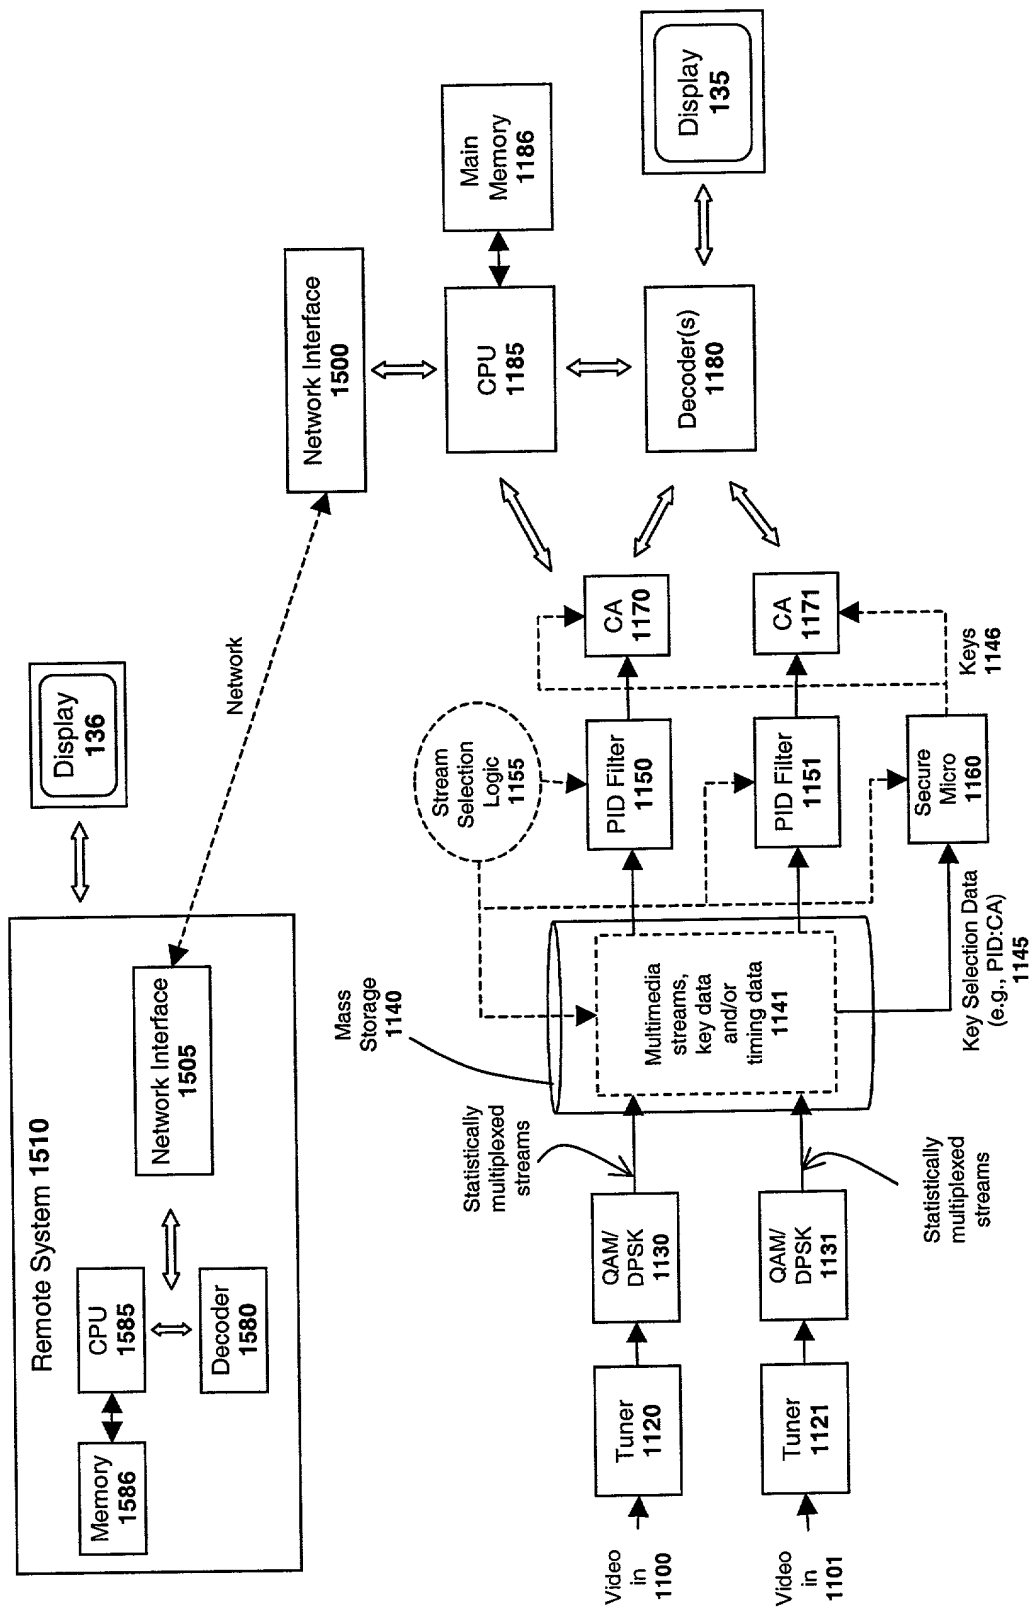 Remote System 1510
Memory
1586
CPU
1585
Decoder
1580
Network Interface
1505
Display
136
Network
Network Interface
1500
Main
Memory
1186
CPU
1185
Decoder(s)
1180
Display
135
Video
in
1100
Tuner
1120
QAM/
DPSK
1130
Statistically
multiplexed
streams
Mass
Storage
1140
Multimedia
streams,
key data
and/or
timing data
1141
Stream
Selection
Logic
1155
PID Filter
1150
CA
1170
Video
in
1101
Tuner
1121
QAM/
DPSK
1131
Statistically
multiplexed
streams
PID Filter
1151
CA
1171
Key Selection Data
(e.g., PID:CA)
1145
Secure
Micro
1160
Keys
1146